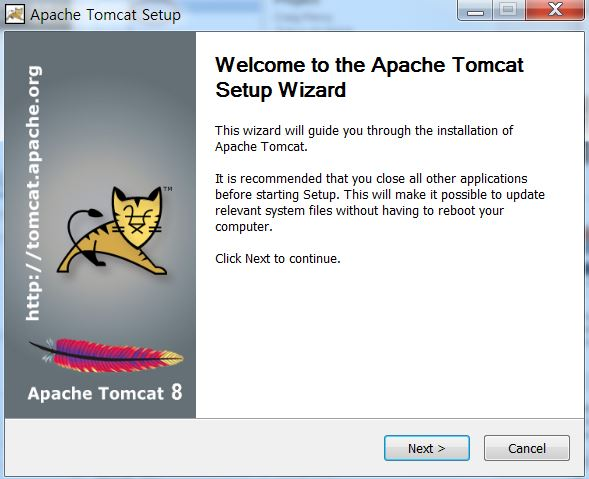 Apache Tomcat Setup
http://tomcat.apache.org
TM
Apache Tomcat 8
Welcome to the Apache Tomcat
Setup Wizard
This wizard will guide you through the installation of
Apache Tomcat.
It is recommended that you close all other applications
before starting Setup. This will make it possible to update
relevant system files without having to reboot your
computer.
Click Next to continue.
Next >
Cancel